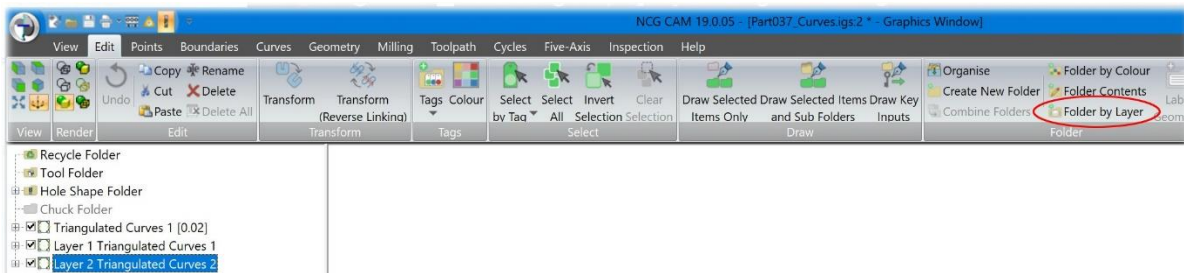 NCG CAM 19.0.05 - [Part037_Curves.igs:2 * - Graphics Window]
View Edit Points Boundaries Curves Geometry Milling Toolpath Cycles Five-Axis Inspection Help
Undo
Copy Rename
Cut Delete
Paste Delete All
Transform
Transform (Reverse Linking)
Tags Colour
Select by Tag
Select All
Invert Selection
Clear Selection
Draw Selected Items Only
Draw Selected Items and Sub Folders
Draw Key Inputs
Organise
Create New Folder
Combine Folders
Folder by Colour
Folder Contents
Folder by Layer
View Render Edit Transform Tags Select Draw Folder
Recycle Folder
Tool Folder
Hole Shape Folder
Chuck Folder
Triangulated Curves 1 [0.02]
Layer 1 Triangulated Curves 1
Layer 2 Triangulated Curves 2